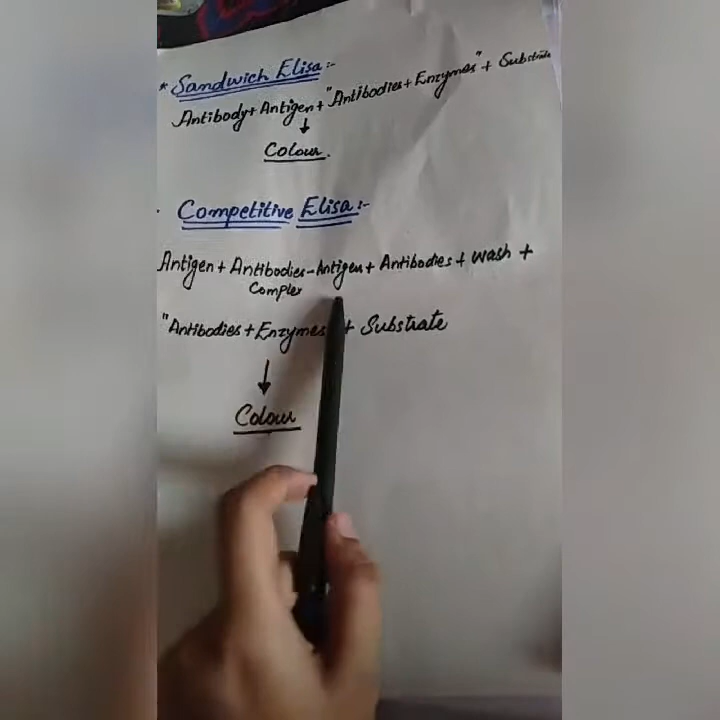 * Sandwich Elisa:-
Antibody + Antigen + "Antibodies + Enzymes" + Substrate
↓
Colour.
Competitive Elisa:-
Antigen + Antibodies - Antigen + Antibodies + Wash +
Complex
"Antibodies + Enzymes + Substrate
↓
Colour